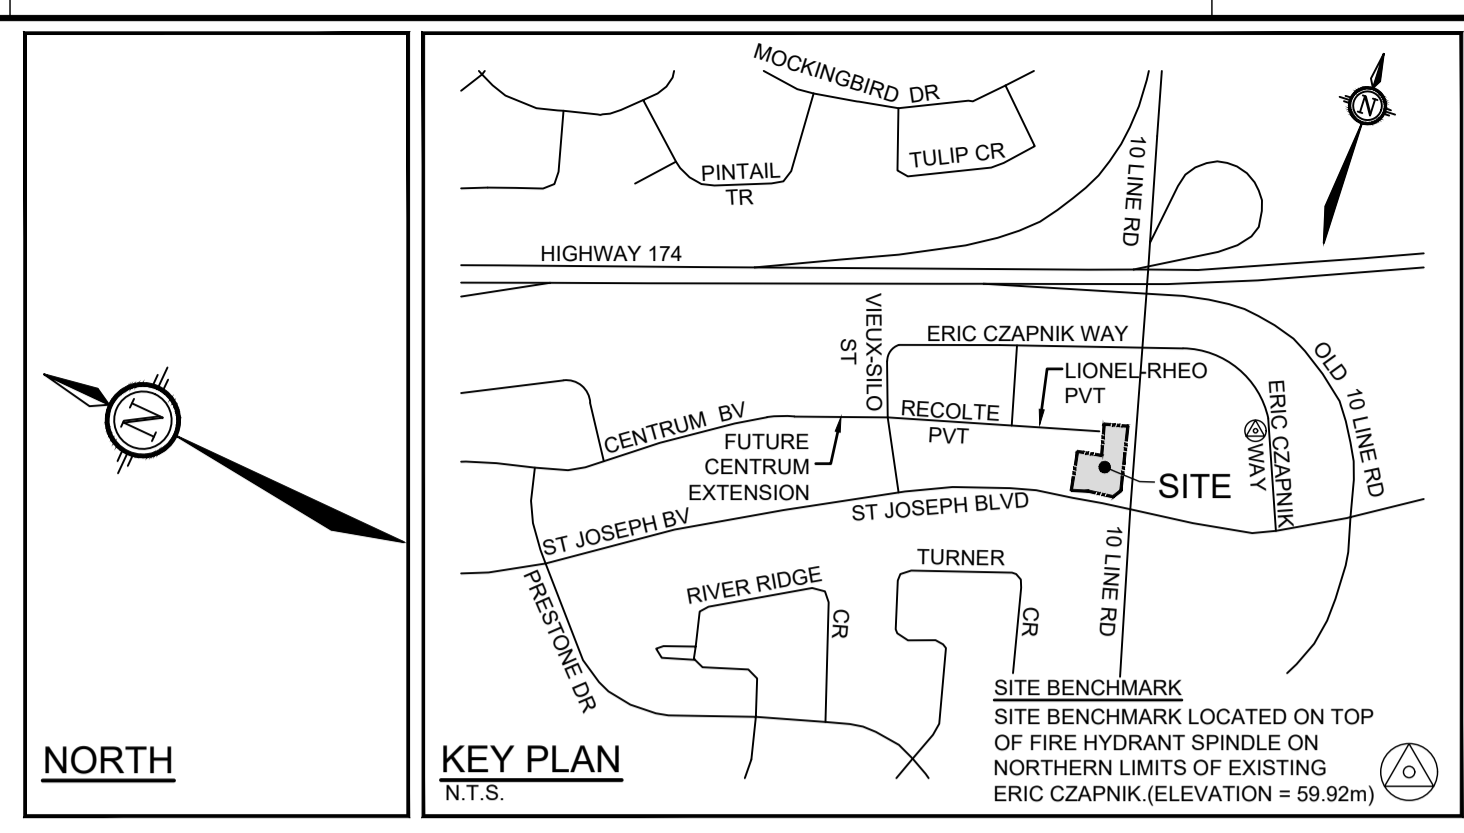 N
NORTH
MOCKINGBIRD DR
N
PINTAIL
TR
TULIP CR
10 LINE RD
HIGHWAY 174
VIEUX-SILO
ST
ERIC CZAPNIK WAY
OLD 10 LINE RD
LIONEL-RHEO
PVT
ERIC CZAPNIK
WAY
RECOLTE
PVT
CENTRUM BV
FUTURE
CENTRUM
EXTENSION
SITE
ST JOSEPH BV
ST JOSEPH BLVD
10 LINE RD
PRESTONE DR
RIVER RIDGE
CR
TURNER
CR
SITE BENCHMARK
SITE BENCHMARK LOCATED ON TOP
OF FIRE HYDRANT SPINDLE ON
NORTHERN LIMITS OF EXISTING
ERIC CZAPNIK.(ELEVATION = 59.92m)
KEY PLAN
N.T.S.